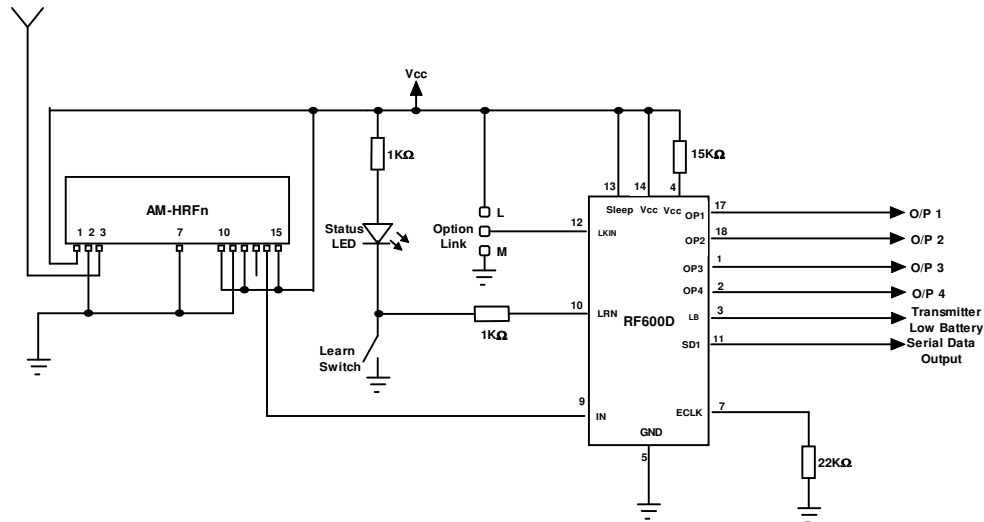 Vcc
1KΩ
15KΩ
13 14 4
AM-HRFn
1 2 3 7 10 15
Sleep Vcc Vcc
OP1 17 O/P 1
L
12 LKIN
Status
LED
Option
Link
OP2 18 O/P 2
M
OP3 1 O/P 3
OP4 2 O/P 4
10 LRN
RF600D
LB 3 Transmitter
Low Battery
1KΩ
SD1 11 Serial Data
Output
Learn
Switch
9 IN
ECLK 7
GND
5
22KΩ